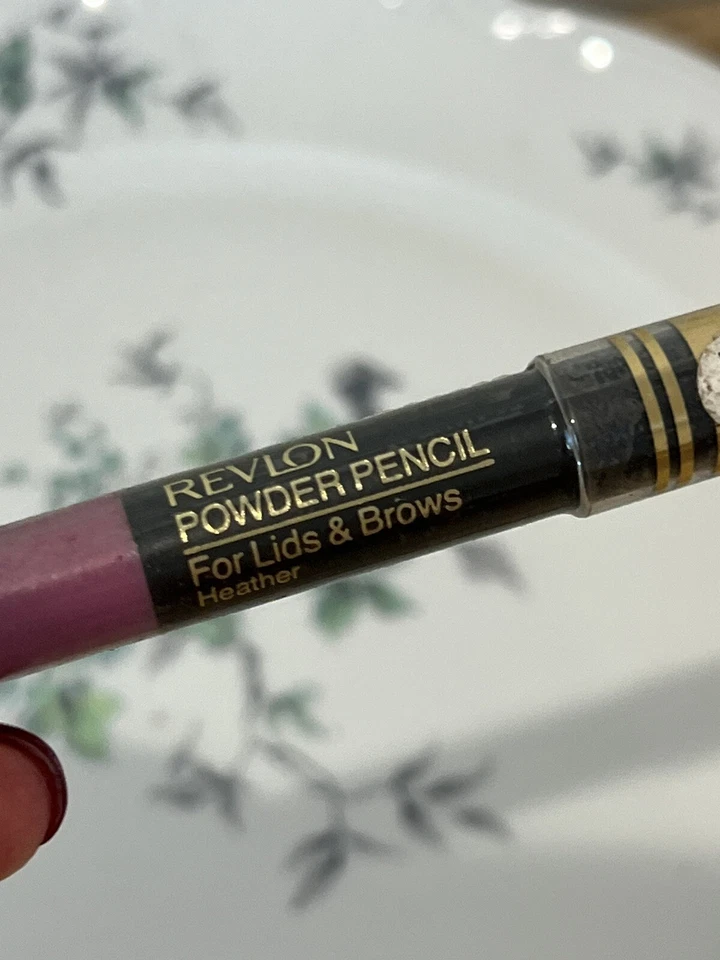 REVLON
POWDER PENCIL
For Lids & Brows
Heather